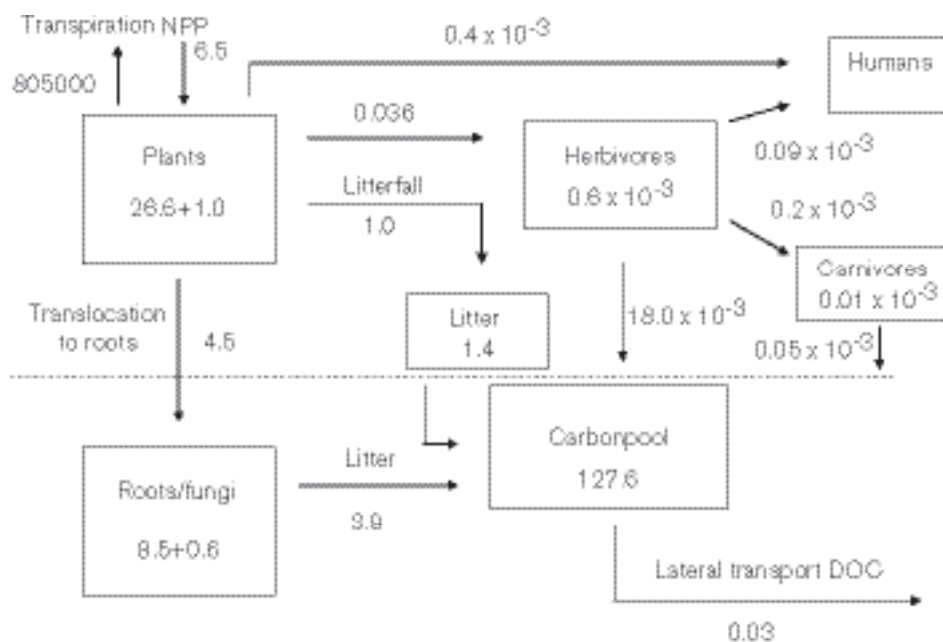 Transpiration NPP
805000
6.5
0.4 x 10-3
Humans
Plants
26.6+1.0
0.036
Herbivores
0.6 x 10-3
0.09 x 10-3
Litterfall
1.0
0.2 x 10-3
Carnivores
0.01 x 10-3
Translocation
to roots
4.5
Litter
1.4
18.0 x 10-3
0.05 x 10-3
Roots/fungi
8.5+0.6
Litter
3.9
Carbonpool
127.6
Lateral transport DOC
0.03